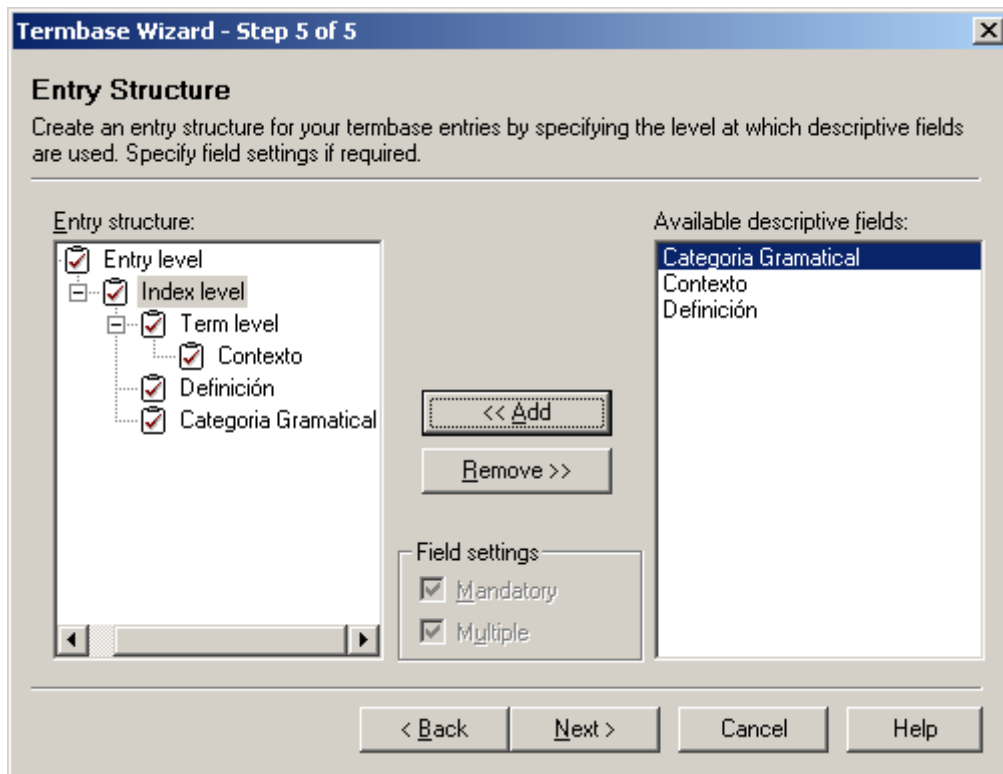 Termbase Wizard - Step 5 of 5
Entry Structure
Create an entry structure for your termbase entries by specifying the level at which descriptive fields
are used. Specify field settings if required.
Entry structure:
Entry level
Index level
Term level
Contexto
Definición
Categoria Gramatical
<< Add
Remove >>
Field settings
Mandatory
Multiple
Available descriptive fields:
Categoria Gramatical
Contexto
Definición
< Back
Next >
Cancel
Help